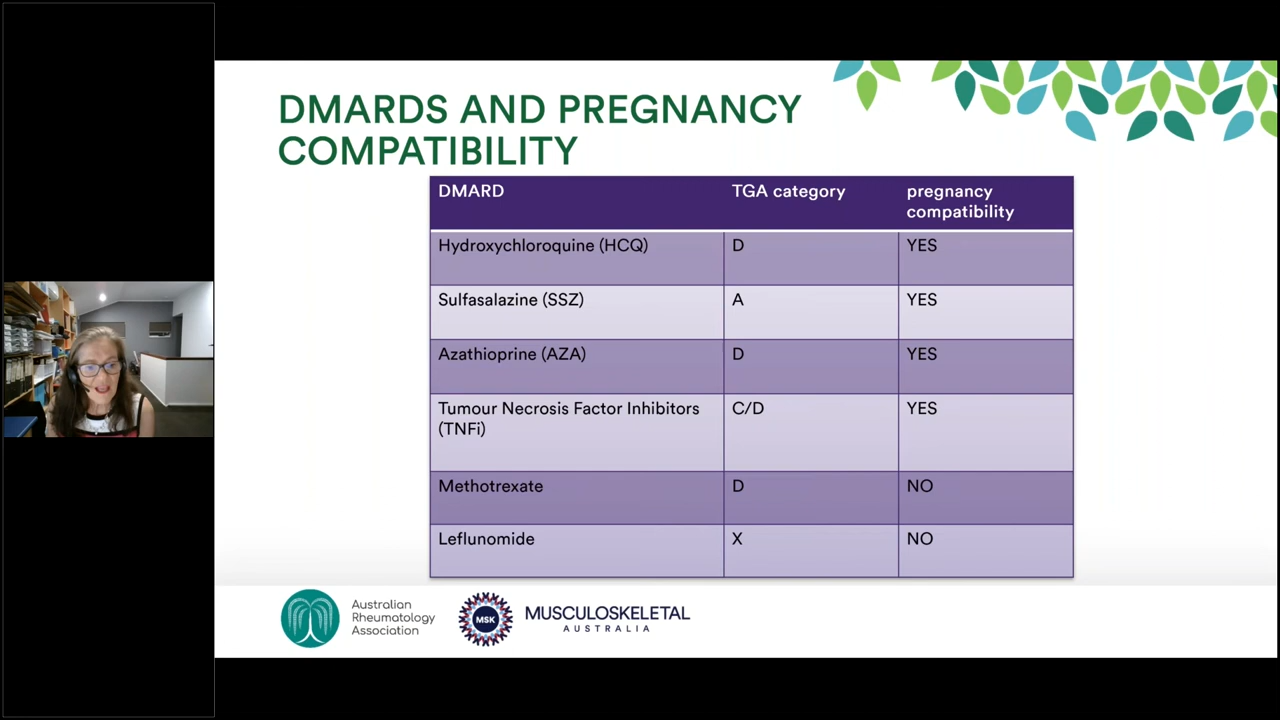 DMARDS AND PREGNANCY
COMPATIBILITY
DMARD TGA category pregnancy
compatibility
Hydroxychloroquine (HCQ) D YES
Sulfasalazine (SSZ) A YES
Azathioprine (AZA) D YES
Tumour Necrosis Factor Inhibitors C/D YES
(TNFi)
Methotrexate D NO
Leflunomide X NO
Australian
Rheumatology
Association
MSK
MUSCULOSKELETAL
AUSTRALIA